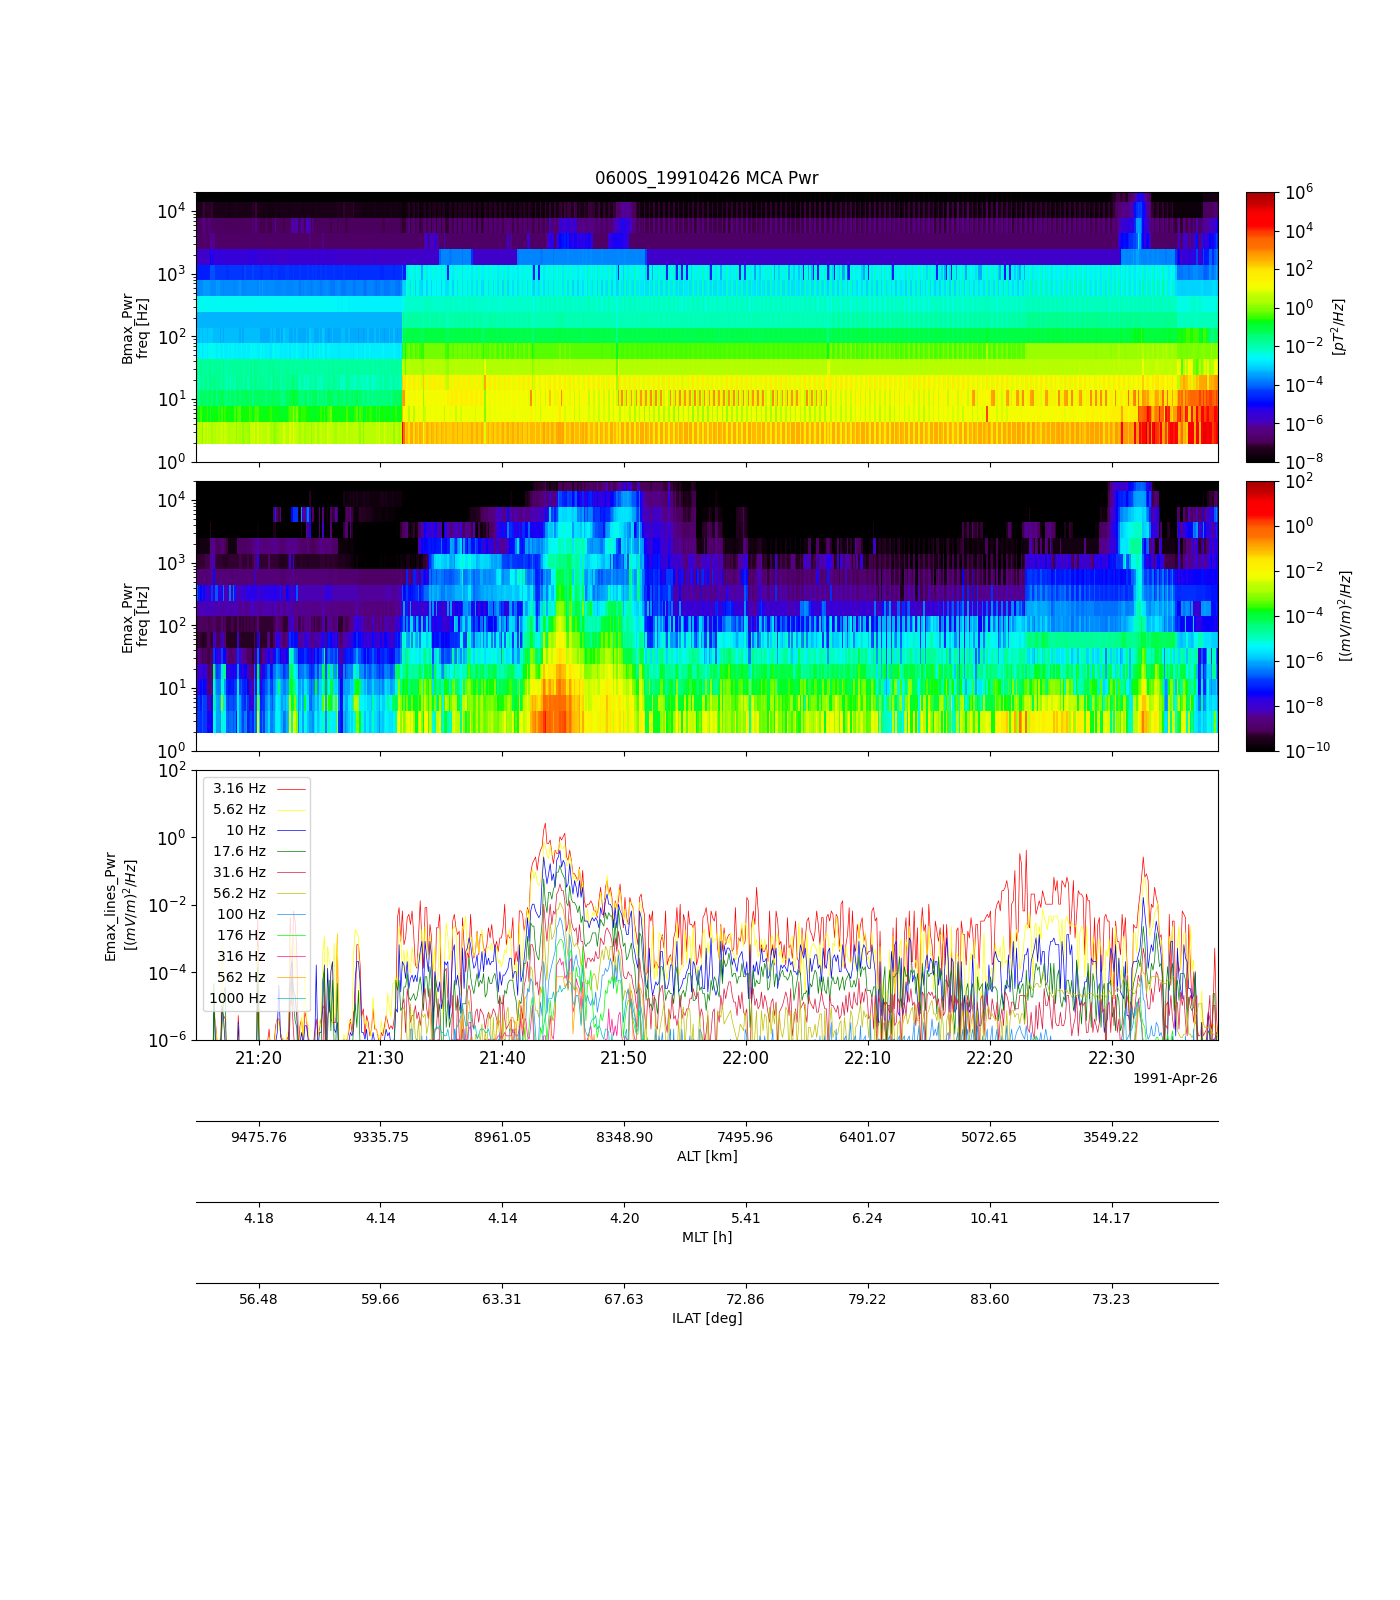 0600S_19910426 MCA Pwr
Bmax_Pwr
freq [Hz]
10^4
10^3
10^2
10^1
10^0
10^6
10^4
10^2
10^0
10^-2
10^-4
10^-6
10^-8
[pT^2/Hz]
Emax_Pwr
freq [Hz]
10^4
10^3
10^2
10^1
10^0
10^2
10^0
10^-2
10^-4
10^-6
10^-8
10^-10
[(mV/m)^2/Hz]
Emax_lines_Pwr
[(mV/m)^2/Hz]
10^2
10^0
10^-2
10^-4
10^-6
3.16 Hz
5.62 Hz
10 Hz
17.6 Hz
31.6 Hz
56.2 Hz
100 Hz
176 Hz
316 Hz
562 Hz
1000 Hz
21:20 21:30 21:40 21:50 22:00 22:10 22:20 22:30
1991-Apr-26
9475.76 9335.75 8961.05 8348.90 7495.96 6401.07 5072.65 3549.22
ALT [km]
4.18 4.14 4.14 4.20 5.41 6.24 10.41 14.17
MLT [h]
56.48 59.66 63.31 67.63 72.86 79.22 83.60 73.23
ILAT [deg]